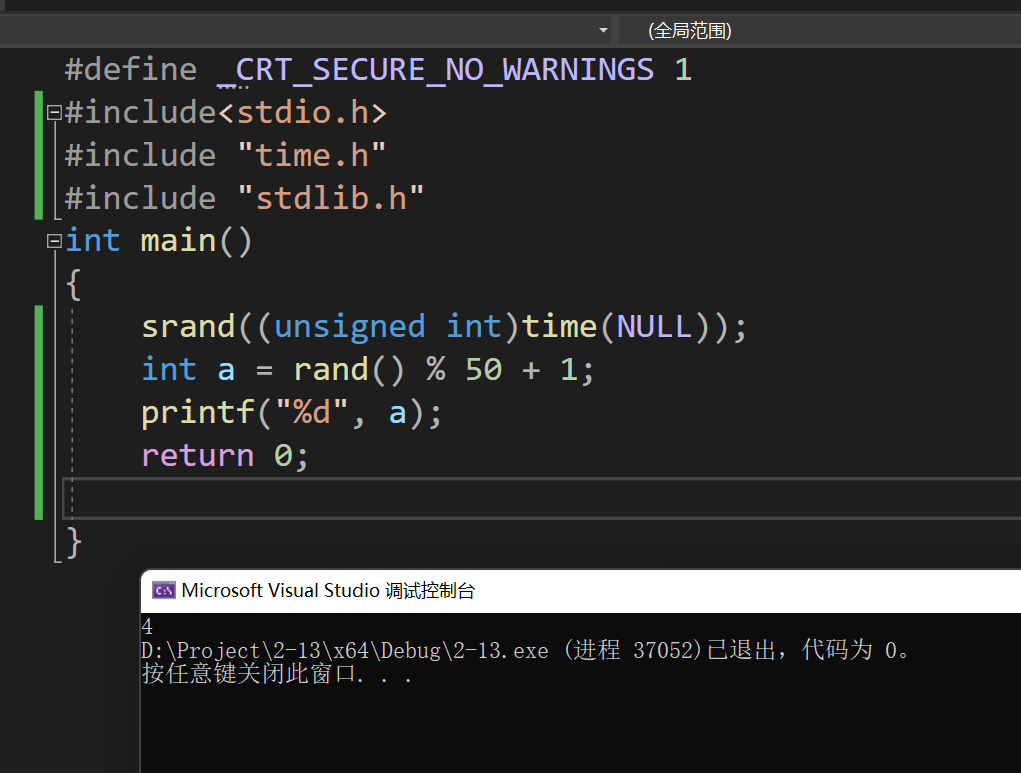 (全局范围)
#define _CRT_SECURE_NO_WARNINGS 1
#include<stdio.h>
#include "time.h"
#include "stdlib.h"
int main()
{
srand((unsigned int)time(NULL));
int a = rand() % 50 + 1;
printf("%d", a);
return 0;
}
Microsoft Visual Studio 调试控制台
4
D:\Project\2-13\x64\Debug\2-13.exe (进程 37052)已退出，代码为 0。
按任意键关闭此窗口. . .